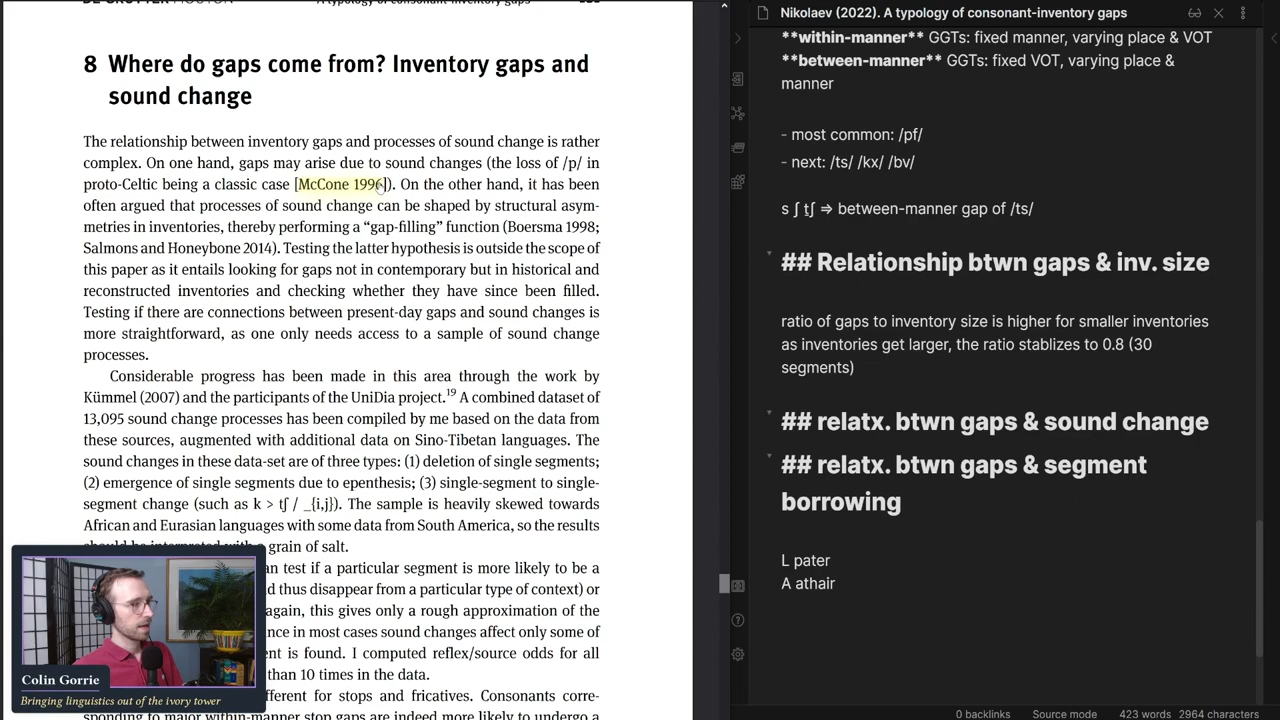 8 Where do gaps come from? Inventory gaps and
sound change
The relationship between inventory gaps and processes of sound change is rather
complex. On one hand, gaps may arise due to sound changes (the loss of /p/ in
proto-Celtic being a classic case [McCone 1996]). On the other hand, it has been
often argued that processes of sound change can be shaped by structural asym-
metries in inventories, thereby performing a “gap-filling” function (Boersma 1998;
Salmons and Honeybone 2014). Testing the latter hypothesis is outside the scope of
this paper as it entails looking for gaps not in contemporary but in historical and
reconstructed inventories and checking whether they have since been filled.
Testing if there are connections between present-day gaps and sound changes is
more straightforward, as one only needs access to a sample of sound change
processes.
Considerable progress has been made in this area through the work by
Kümmel (2007) and the participants of the UniDia project.19 A combined dataset of
13,095 sound change processes has been compiled by me based on the data from
these sources, augmented with additional data on Sino-Tibetan languages. The
sound changes in these data-set are of three types: (1) deletion of single segments;
(2) emergence of single segments due to epenthesis; (3) single-segment to single-
segment change (such as k > tʃ / _{i,j}). The sample is heavily skewed towards
African and Eurasian languages with some data from South America, so the results
should be interpreted with a grain of salt.
an test if a particular segment is more likely to be a
d thus disappear from a particular type of context) or
again, this gives only a rough approximation of the
nce in most cases sound changes affect only some of
ent is found. I computed reflex/source odds for all
than 10 times in the data.
fferent for stops and fricatives. Consonants corre-
sponding to major within-manner stop gaps are indeed more likely to undergo a
Colin Gorrie
Bringing linguistics out of the ivory tower
Nikolaev (2022). A typology of consonant-inventory gaps
**within-manner** GGTs: fixed manner, varying place & VOT
**between-manner** GGTs: fixed VOT, varying place &
manner
- most common: /pf/
- next: /ts/ /kx/ /bv/
s ʃ t̠ʃ ⇒ between-manner gap of /ts/
## Relationship btwn gaps & inv. size
ratio of gaps to inventory size is higher for smaller inventories
as inventories get larger, the ratio stablizes to 0.8 (30
segments)
## relatx. btwn gaps & sound change
## relatx. btwn gaps & segment
borrowing
L pater
A athair
0 backlinks Source mode 423 words 2964 characters